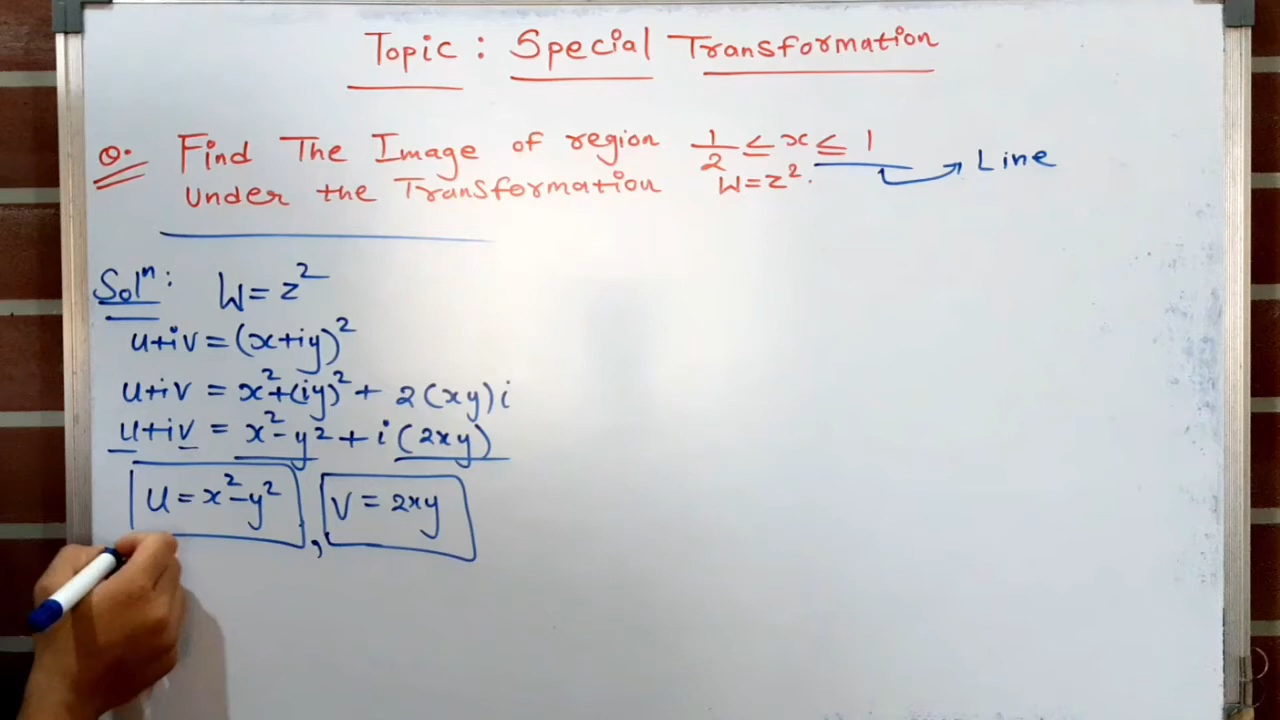 Topic : Special Transformation
Q. Find The Image of region 1/2 ≤ x ≤ 1 → Line
under the Transformation W=z².
Solⁿ: W=z²
u+iv=(x+iy)²
u+iv = x²+(iy)²+ 2(xy)i
u+iv = x²-y²+i(2xy)
U=x²-y² , V=2xy